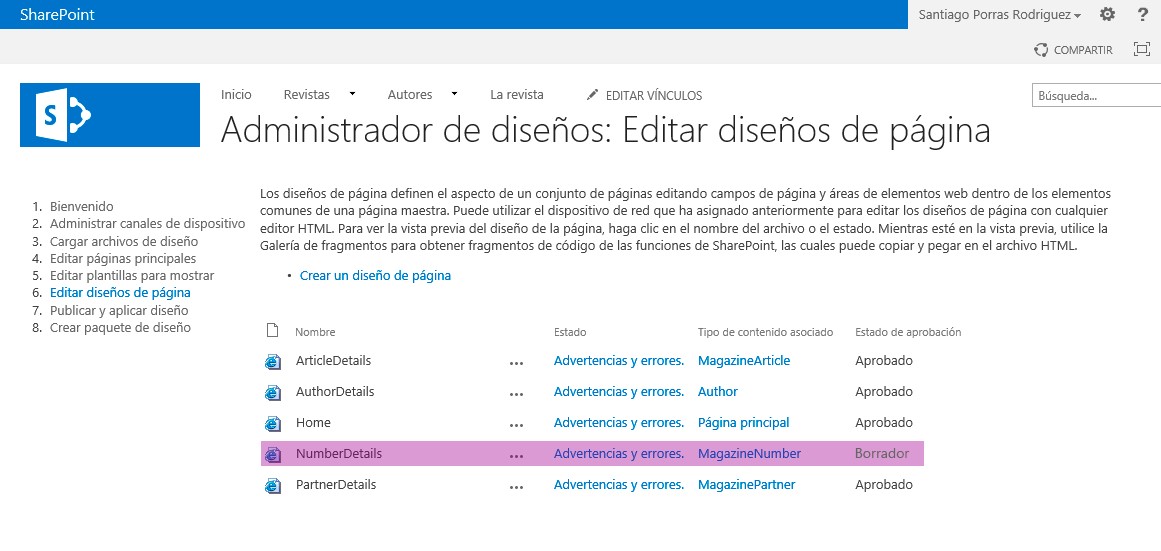 SharePoint
Santiago Porras Rodriguez
?
COMPARTIR
S
Inicio Revistas Autores La revista EDITAR VÍNCULOS
Búsqueda...
Administrador de diseños: Editar diseños de página
1. Bienvenido
2. Administrar canales de dispositivo
3. Cargar archivos de diseño
4. Editar páginas principales
5. Editar plantillas para mostrar
6. Editar diseños de página
7. Publicar y aplicar diseño
8. Crear paquete de diseño
Los diseños de página definen el aspecto de un conjunto de páginas editando campos de página y áreas de elementos web dentro de los elementos
comunes de una página maestra. Puede utilizar el dispositivo de red que ha asignado anteriormente para editar los diseños de página con cualquier
editor HTML. Para ver la vista previa del diseño de la página, haga clic en el nombre del archivo o el estado. Mientras esté en la vista previa, utilice la
Galería de fragmentos para obtener fragmentos de código de las funciones de SharePoint, las cuales puede copiar y pegar en el archivo HTML.
• Crear un diseño de página
Nombre Estado Tipo de contenido asociado Estado de aprobación
ArticleDetails ... Advertencias y errores. MagazineArticle Aprobado
AuthorDetails ... Advertencias y errores. Author Aprobado
Home ... Advertencias y errores. Página principal Aprobado
NumberDetails ... Advertencias y errores. MagazineNumber Borrador
PartnerDetails ... Advertencias y errores. MagazinePartner Aprobado